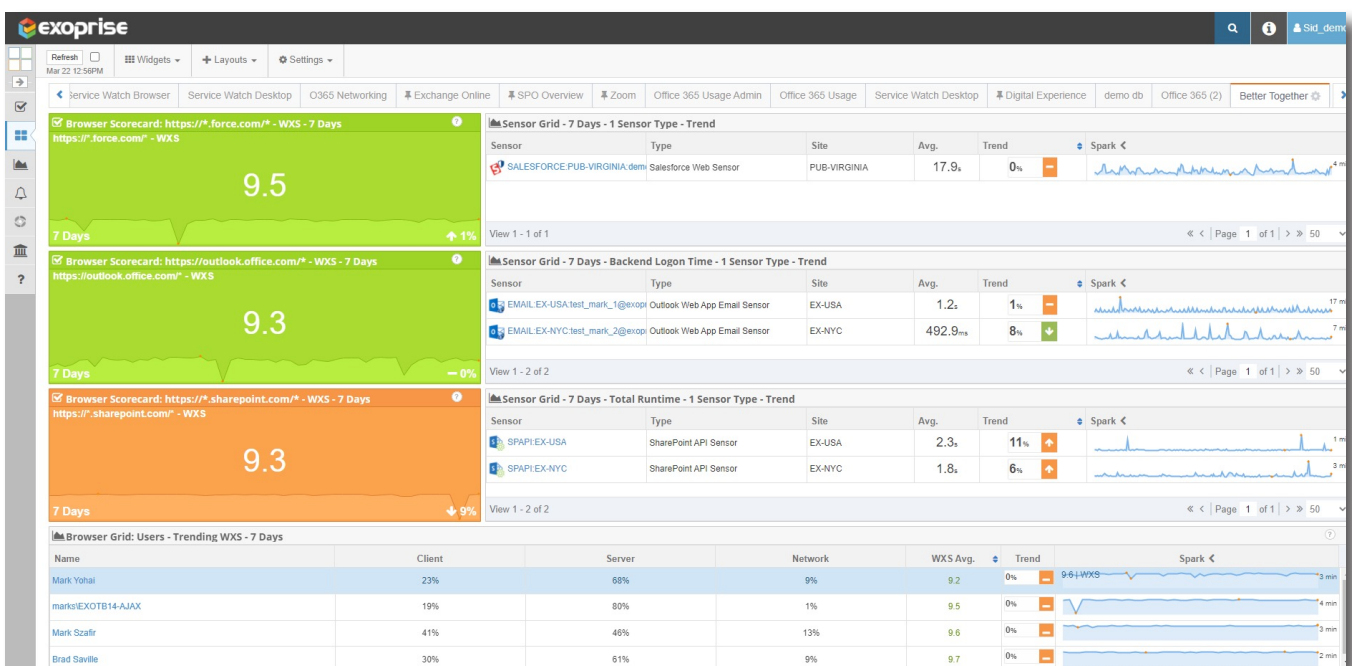 exoprise
Sid_demo
Refresh
Mar 22 12:56PM
Widgets
Layouts
Settings
Service Watch Browser
Service Watch Desktop
O365 Networking
Exchange Online
SPO Overview
Zoom
Office 365 Usage Admin
Office 365 Usage
Service Watch Desktop
Digital Experience
demo db
Office 365 (2)
Better Together
Browser Scorecard: https://*.force.com/* - WXS - 7 Days
https://*.force.com/* - WXS
9.5
7 Days
1%
Sensor Grid - 7 Days - 1 Sensor Type - Trend
Sensor Type Site Avg. Trend Spark
SALESFORCE:PUB-VIRGINIA:dem Salesforce Web Sensor PUB-VIRGINIA 17.9s 0% 4 m
View 1 - 1 of 1
Page 1 of 1 50
Browser Scorecard: https://outlook.office.com/* - WXS - 7 Days
https://outlook.office.com/* - WXS
9.3
7 Days
0%
Sensor Grid - 7 Days - Backend Logon Time - 1 Sensor Type - Trend
Sensor Type Site Avg. Trend Spark
EMAIL:EX-USA:test_mark_1@exop Outlook Web App Email Sensor EX-USA 1.2s 1% 17 m
EMAIL:EX-NYC:test_mark_2@exop Outlook Web App Email Sensor EX-NYC 492.9ms 8% 7 m
View 1 - 2 of 2
Page 1 of 1 50
Browser Scorecard: https://*.sharepoint.com/* - WXS - 7 Days
https://*.sharepoint.com/* - WXS
9.3
7 Days
9%
Sensor Grid - 7 Days - Total Runtime - 1 Sensor Type - Trend
Sensor Type Site Avg. Trend Spark
SPAPI:EX-USA SharePoint API Sensor EX-USA 2.3s 11% 1 m
SPAPI:EX-NYC SharePoint API Sensor EX-NYC 1.8s 6% 3 m
View 1 - 2 of 2
Page 1 of 1 50
Browser Grid: Users - Trending WXS - 7 Days
Name Client Server Network WXS Avg. Trend Spark
Mark Yohai 23% 68% 9% 9.2 0% 9.6 | WXS 3 min
marks\EXOTB14-AJAX 19% 80% 1% 9.5 0% 4 min
Mark Szafir 41% 46% 13% 9.6 0% 3 min
Brad Saville 30% 61% 9% 9.7 0% 2 min